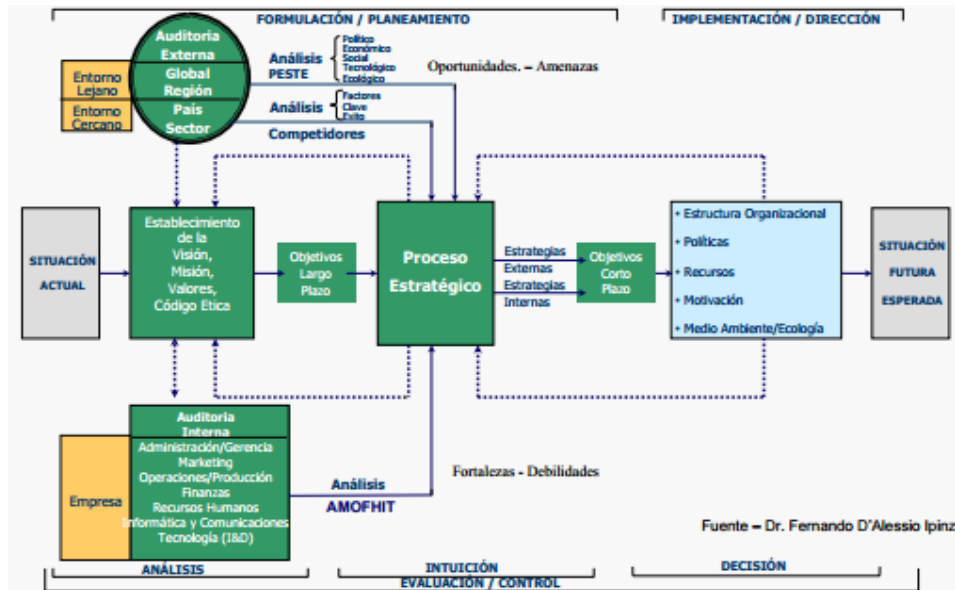 FORMULACIÓN / PLANEAMIENTO
IMPLEMENTACIÓN / DIRECCIÓN
Auditoria
Externa
Global
Región
País
Sector
Entorno
Lejano
Entorno
Cercano
Análisis
PESTE
Político
Económico
Social
Tecnológico
Ecológico
Oportunidades. – Amenazas
Análisis
Competidores
Factores
Clave
Exito
SITUACIÓN
ACTUAL
Establecimiento
de la
Visión,
Misión,
Valores,
Código Etica
Objetivos
Largo
Plazo
Proceso
Estratégico
Estrategias
Externas
Estrategias
Internas
Objetivos
Corto
Plazo
• Estructura Organizacional
• Políticas
• Recursos
• Motivación
• Medio Ambiente/Ecología
SITUACIÓN
FUTURA
ESPERADA
Empresa
Auditoria
Interna
Administración/Gerencia
Marketing
Operaciones/Producción
Finanzas
Recursos Humanos
Informática y Comunicaciones
Tecnología (I&D)
Análisis
AMOFHIT
Fortalezas - Debilidades
Fuente – Dr. Fernando D'Alessio Ipinz
ANÁLISIS
INTUICIÓN
DECISIÓN
EVALUACIÓN / CONTROL